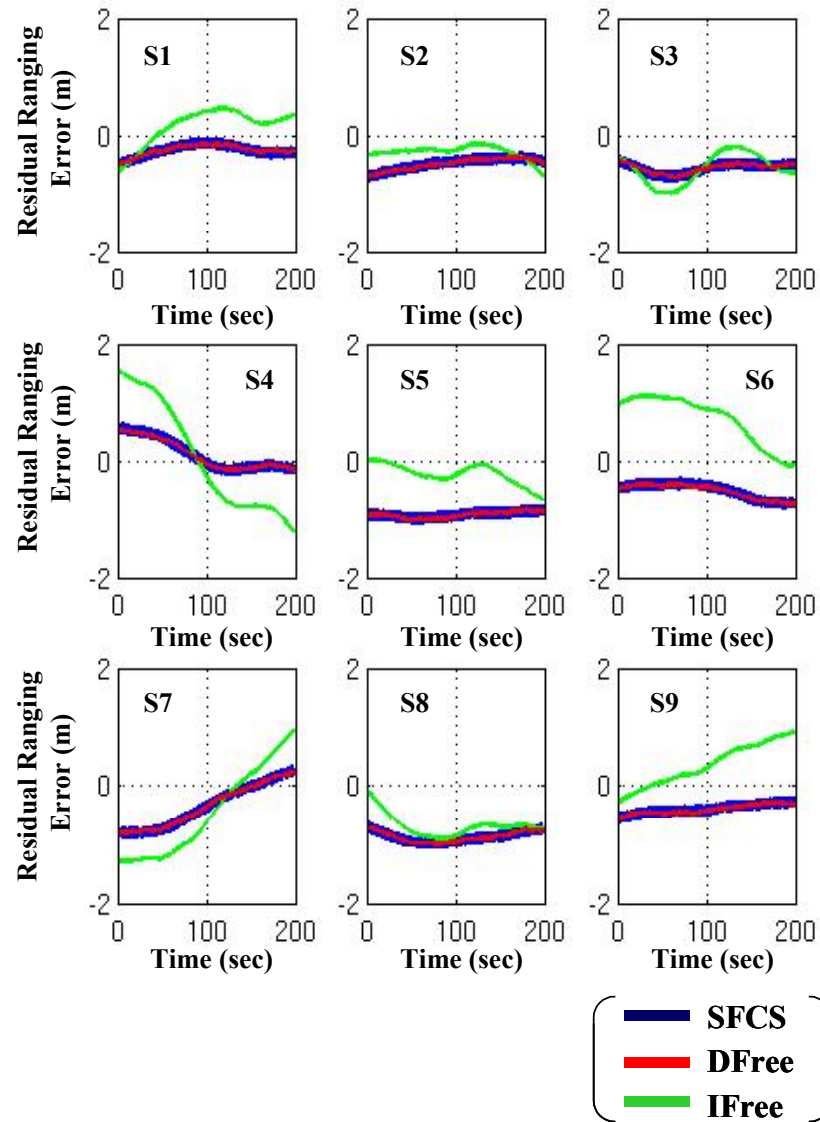 Residual Ranging
Error (m)
2
0
-2
S1
0 100 200
Time (sec)
2
0
-2
S2
0 100 200
Time (sec)
2
0
-2
S3
0 100 200
Time (sec)
Residual Ranging
Error (m)
2
0
-2
S4
0 100 200
Time (sec)
2
0
-2
S5
0 100 200
Time (sec)
2
0
-2
S6
0 100 200
Time (sec)
Residual Ranging
Error (m)
2
0
-2
S7
0 100 200
Time (sec)
2
0
-2
S8
0 100 200
Time (sec)
2
0
-2
S9
0 100 200
Time (sec)
SFCS
DFree
IFree